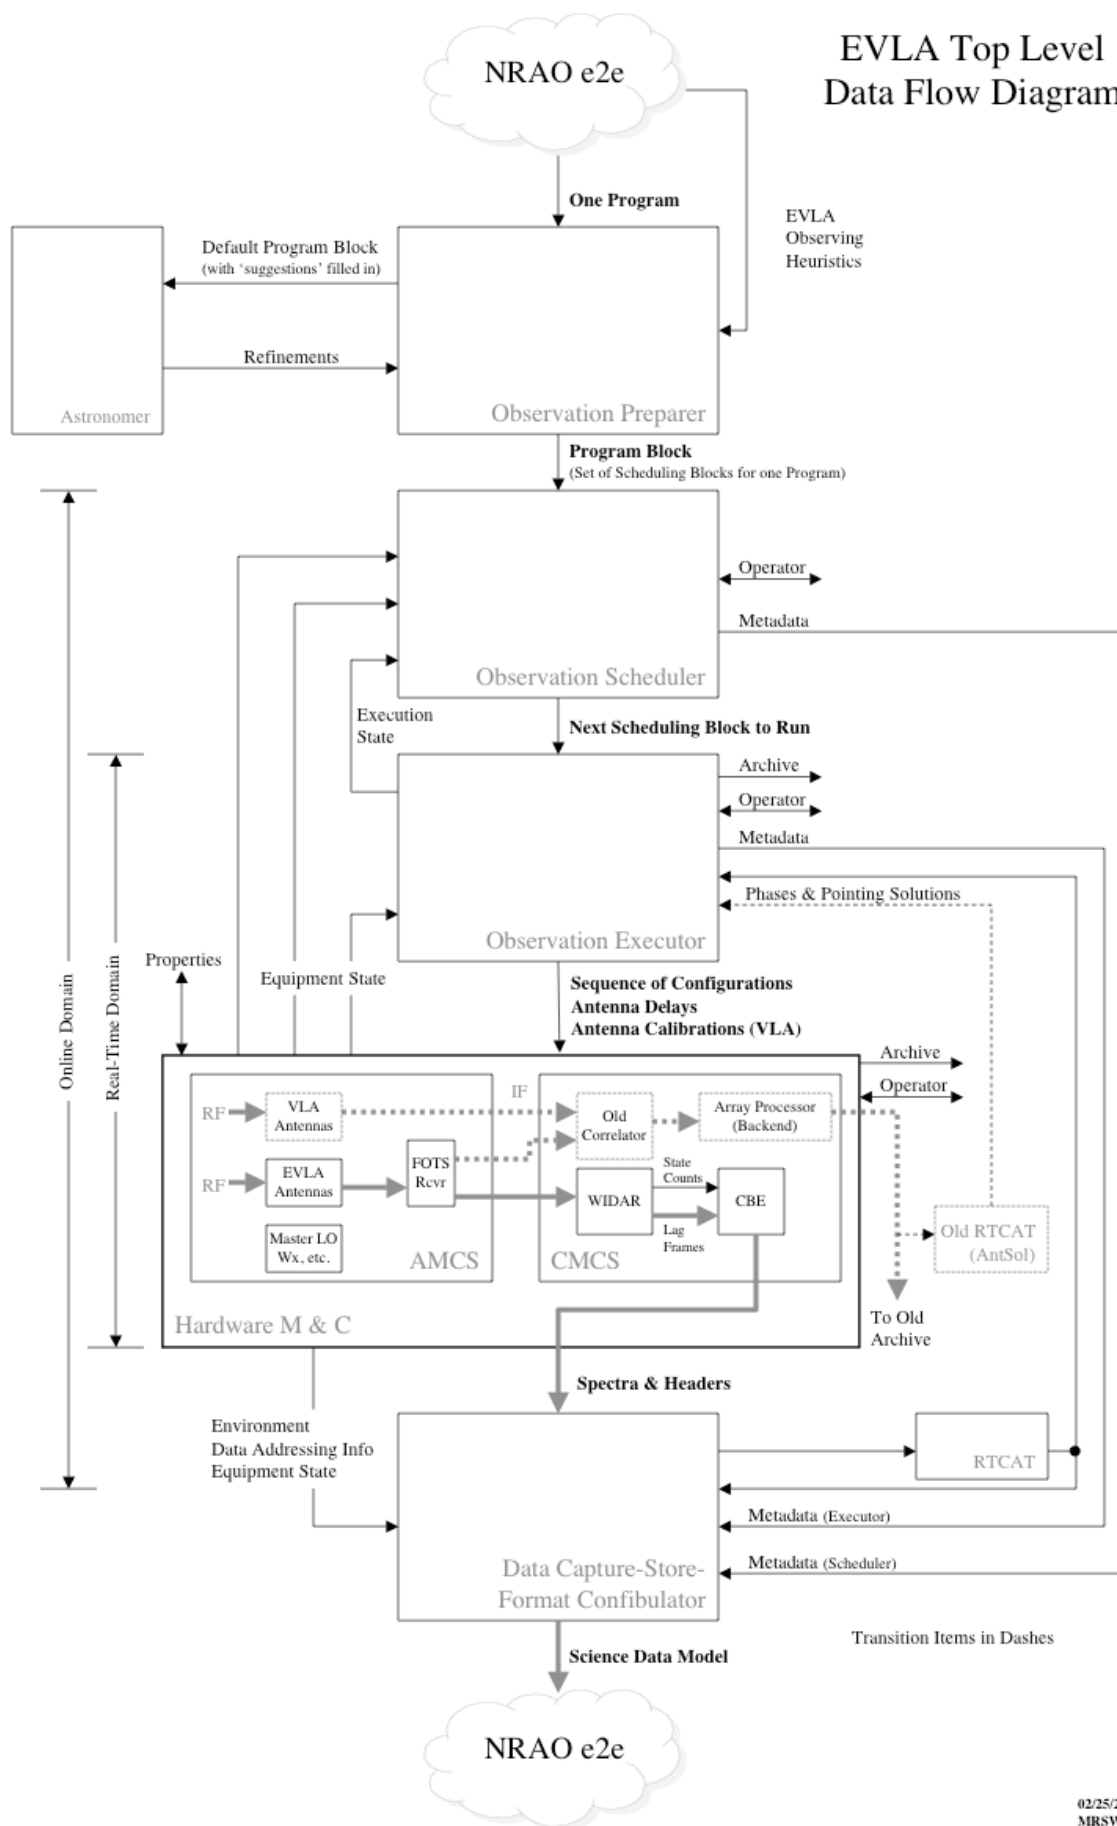 EVLA Top Level
Data Flow Diagram
NRAO e2e
One Program
EVLA
Observing
Heuristics
Default Program Block
(with ‘suggestions’ filled in)
Refinements
Astronomer
Observation Preparer
Program Block
(Set of Scheduling Blocks for one Program)
Operator
Metadata
Observation Scheduler
Execution
State
Next Scheduling Block to Run
Archive
Operator
Metadata
Phases & Pointing Solutions
Observation Executor
Properties
Equipment State
Online Domain
Real-Time Domain
Sequence of Configurations
Antenna Delays
Antenna Calibrations (VLA)
Archive
Operator
RF
VLA
Antennas
IF
Old
Correlator
Array Processor
(Backend)
RF
EVLA
Antennas
FOTS
Rcvr
WIDAR
State
Counts
Lag
Frames
CBE
Master LO
Wx, etc.
AMCS
CMCS
Old RTCAT
(AntSol)
Hardware M & C
To Old
Archive
Spectra & Headers
Environment
Data Addressing Info
Equipment State
RTCAT
Metadata (Executor)
Metadata (Scheduler)
Data Capture-Store-
Format Confibulator
Transition Items in Dashes
Science Data Model
NRAO e2e
02/25/2
MRSW